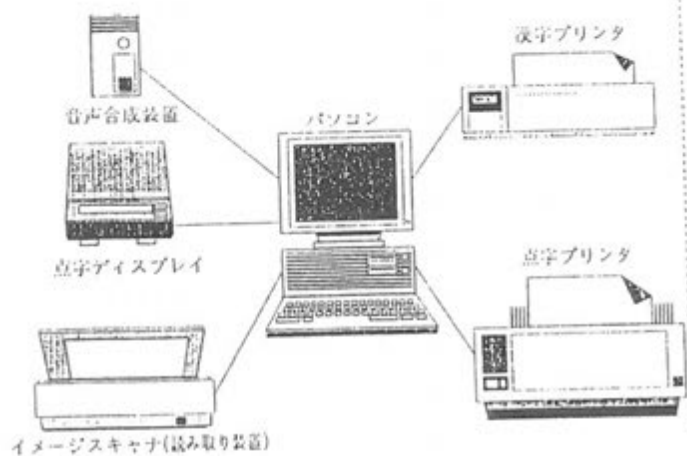 音声合成装置
点字ディスプレイ
イメージスキャナ(読み取り装置)
パソコン
漢字プリンタ
点字プリンタ